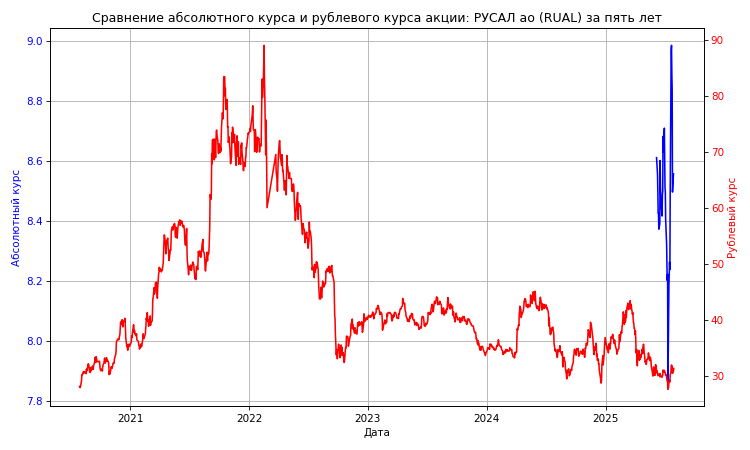 Сравнение абсолютного курса и рублевого курса акции: РУСАЛ ао (RUAL) за пять лет
9.0
8.8
8.6
8.4
8.2
8.0
7.8
Абсолютный курс
90
80
70
60
50
40
30
Рублевый курс
2021 2022 2023 2024 2025
Дата